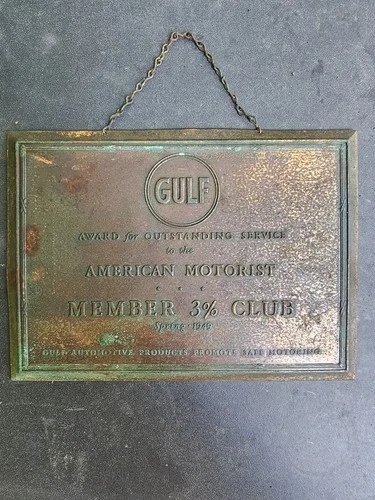 GULF
AWARD for OUTSTANDING SERVICE
to the
AMERICAN MOTORIST
MEMBER 3% CLUB
Spring 1949
GULF AUTOMOTIVE PRODUCTS PROMOTE SAFE MOTORING